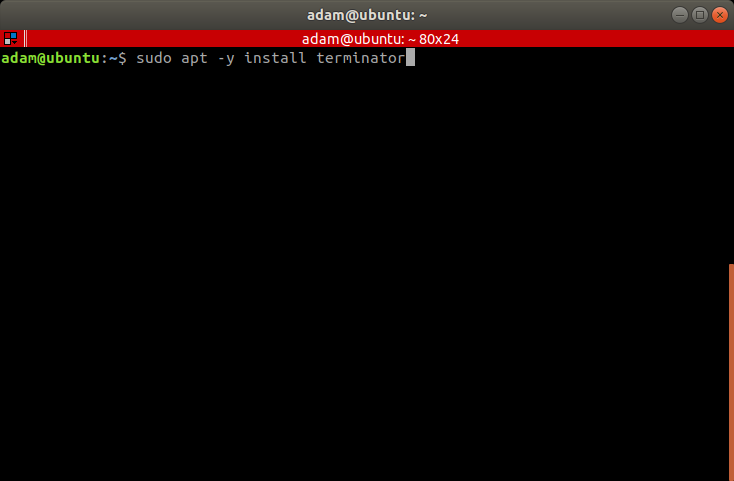 adam@ubuntu: ~
adam@ubuntu: ~ 80x24
adam@ubuntu:~$ sudo apt -y install terminator